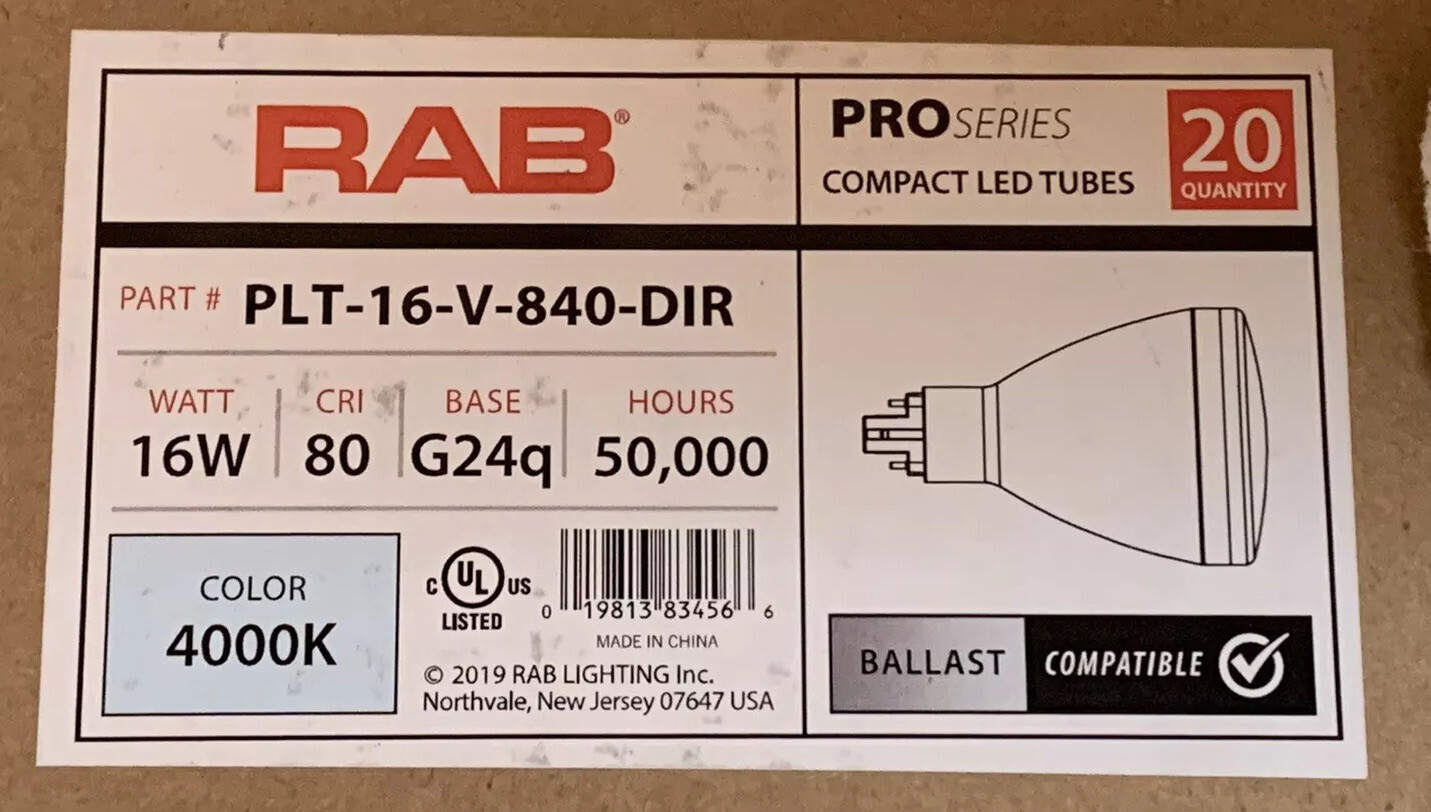 RAB®
PROSERIES
COMPACT LED TUBES
20
QUANTITY
PART # PLT-16-V-840-DIR
WATT
16W
CRI
80
BASE
G24q
HOURS
50,000
COLOR
4000K
C UL US
LISTED
0 19813 83456 6
MADE IN CHINA
© 2019 RAB LIGHTING Inc.
Northvale, New Jersey 07647 USA
BALLAST COMPATIBLE